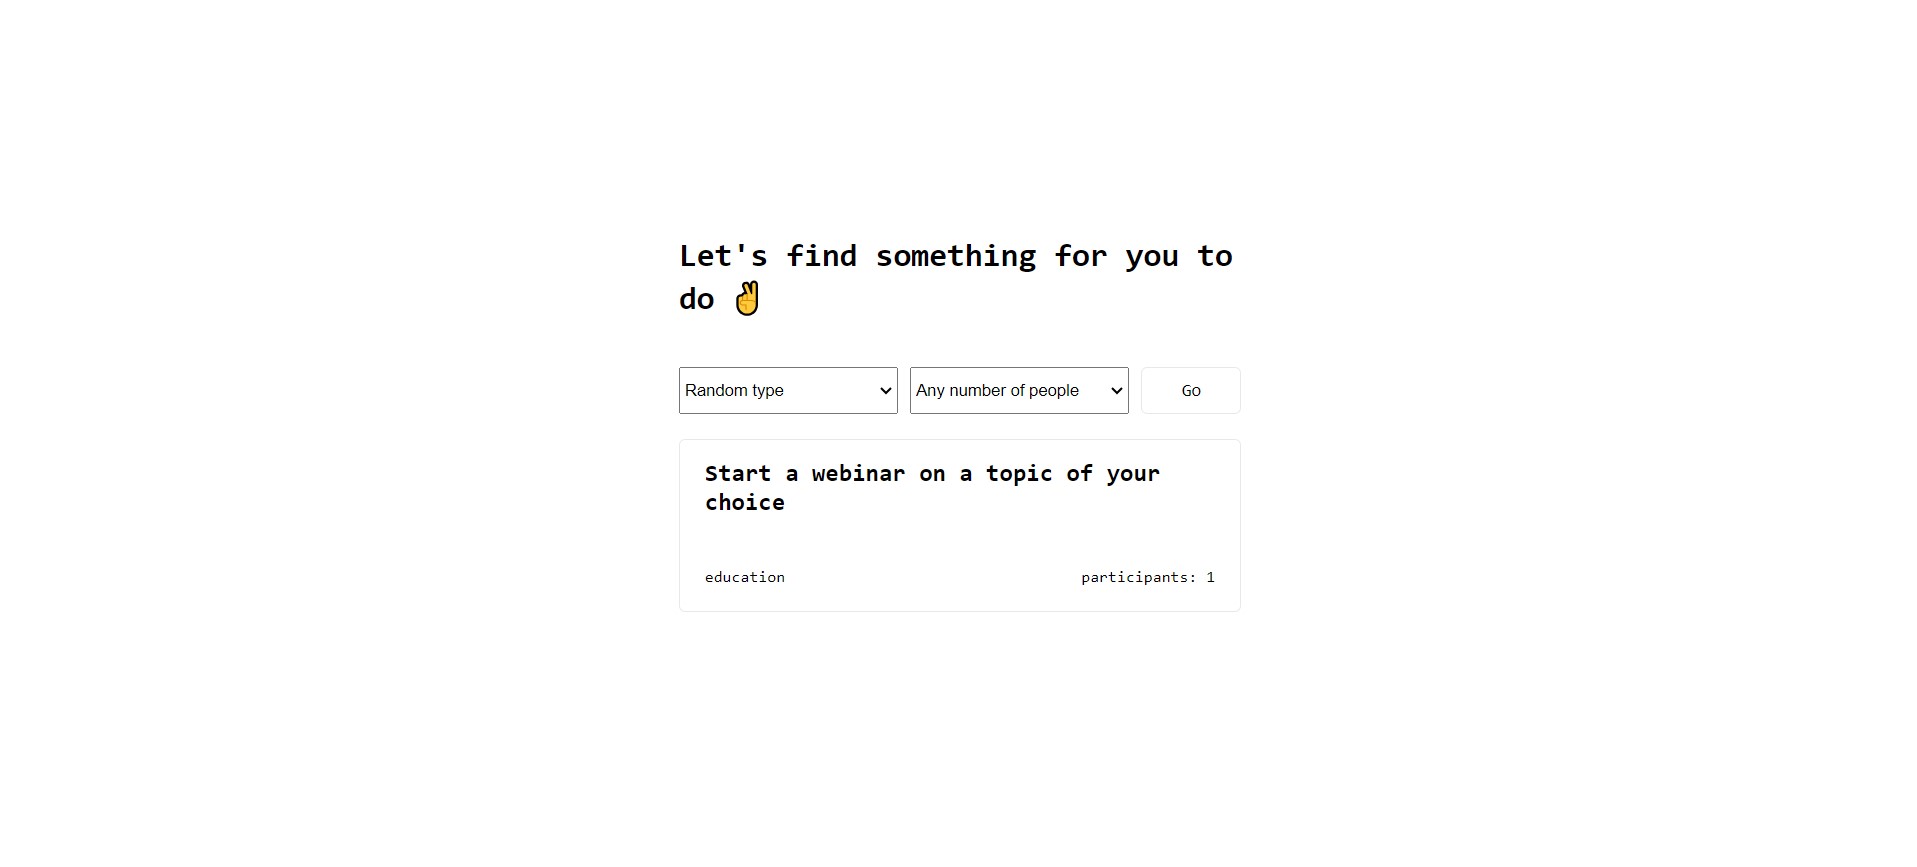 Let's find something for you to
do ✌
Random type
Any number of people
Go
Start a webinar on a topic of your
choice
education
participants: 1